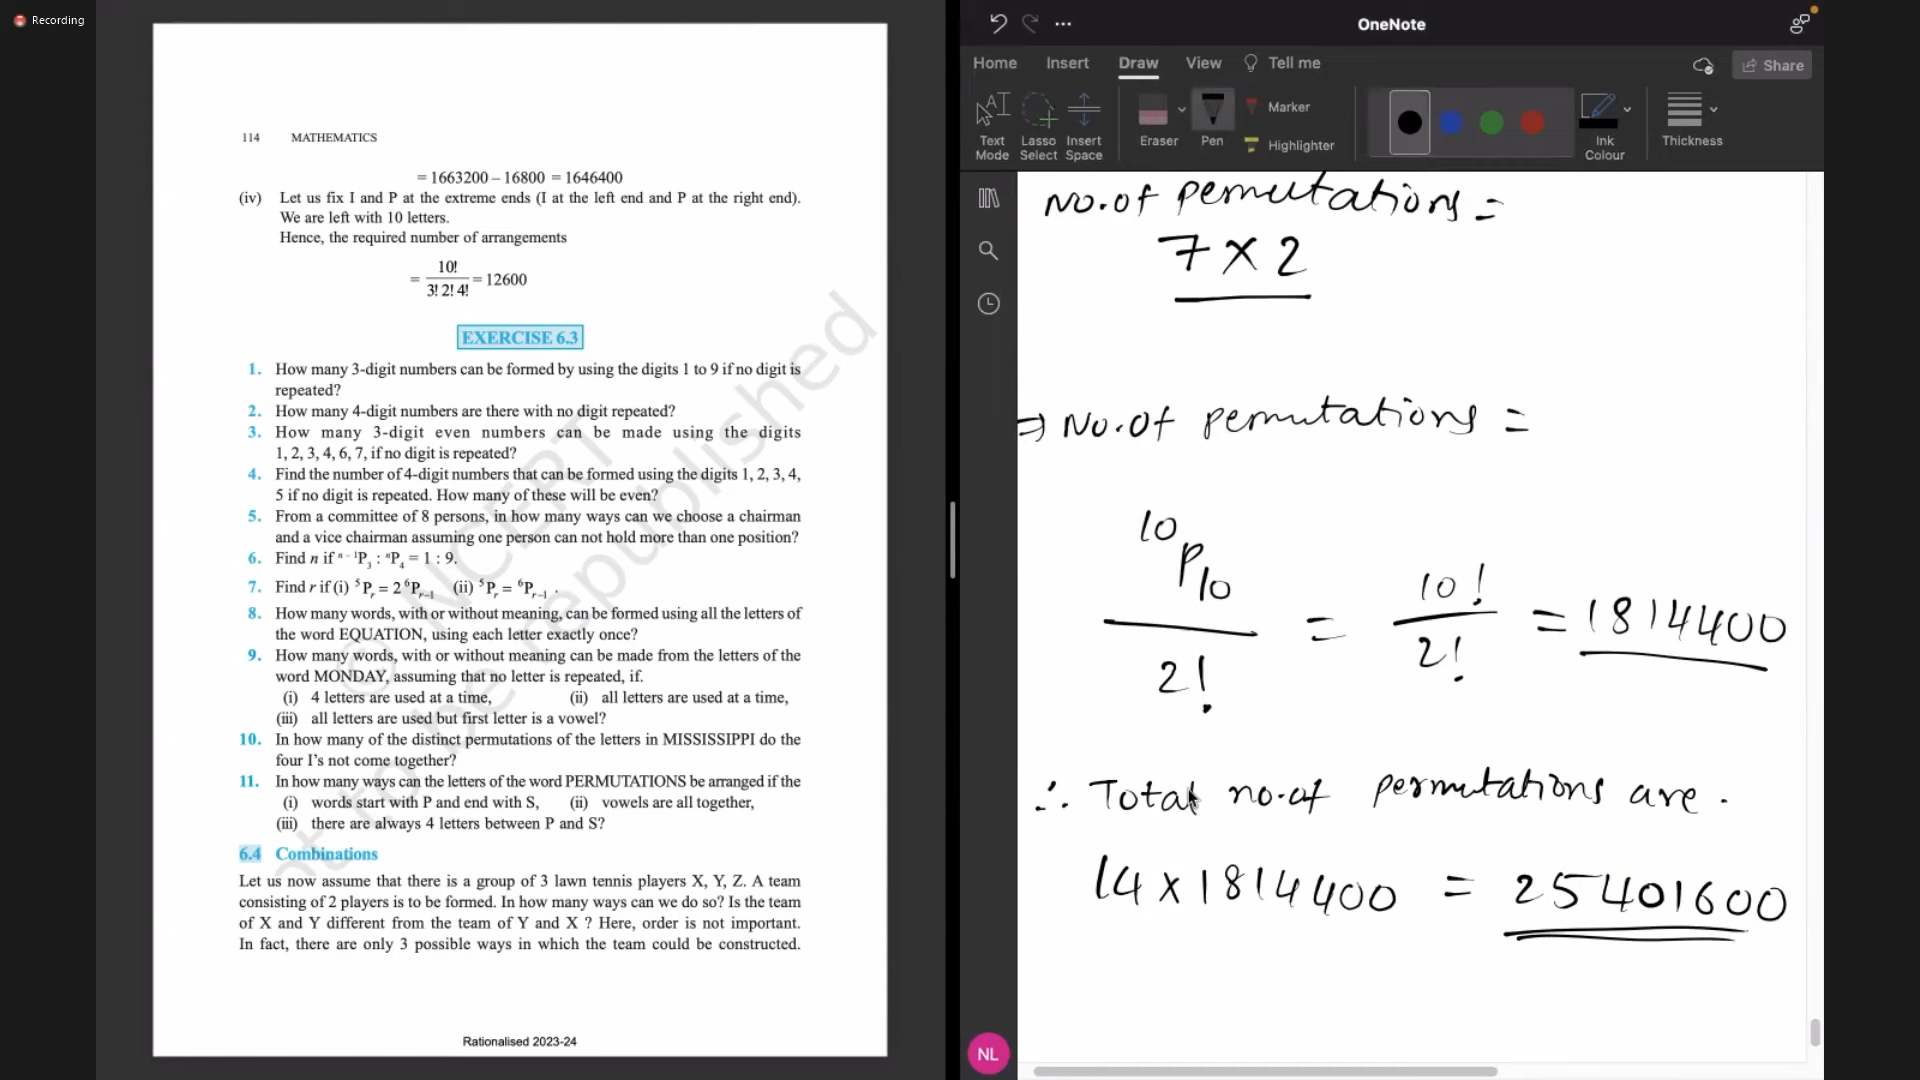 Recording
114 MATHEMATICS
= 1663200 – 16800 = 1646400
(iv) Let us fix I and P at the extreme ends (I at the left end and P at the right end).
We are left with 10 letters.
Hence, the required number of arrangements
= 10! / 3! 2! 4! = 12600
EXERCISE 6.3
1. How many 3-digit numbers can be formed by using the digits 1 to 9 if no digit is
repeated?
2. How many 4-digit numbers are there with no digit repeated?
3. How many 3-digit even numbers can be made using the digits
1, 2, 3, 4, 6, 7, if no digit is repeated?
4. Find the number of 4-digit numbers that can be formed using the digits 1, 2, 3, 4,
5 if no digit is repeated. How many of these will be even?
5. From a committee of 8 persons, in how many ways can we choose a chairman
and a vice chairman assuming one person can not hold more than one position?
6. Find n if ⁿ⁻¹P₃ : ⁿP₄ = 1 : 9.
7. Find r if (i) ⁵Pᵣ = 2 ⁶Pᵣ₋₁ (ii) ⁵Pᵣ = ⁶Pᵣ₋₁ .
8. How many words, with or without meaning, can be formed using all the letters of
the word EQUATION, using each letter exactly once?
9. How many words, with or without meaning can be made from the letters of the
word MONDAY, assuming that no letter is repeated, if.
(i) 4 letters are used at a time, (ii) all letters are used at a time,
(iii) all letters are used but first letter is a vowel?
10. In how many of the distinct permutations of the letters in MISSISSIPPI do the
four I's not come together?
11. In how many ways can the letters of the word PERMUTATIONS be arranged if the
(i) words start with P and end with S, (ii) vowels are all together,
(iii) there are always 4 letters between P and S?
6.4 Combinations
Let us now assume that there is a group of 3 lawn tennis players X, Y, Z. A team
consisting of 2 players is to be formed. In how many ways can we do so? Is the team
of X and Y different from the team of Y and X ? Here, order is not important.
In fact, there are only 3 possible ways in which the team could be constructed.
© NCERT
not to be republished
Rationalised 2023-24
OneNote
Home Insert Draw View Tell me
Share
Text Mode
Lasso Select
Insert Space
Eraser
Pen
Marker
Highlighter
Ink Colour
Thickness
No.of permutations =
7 × 2
⇒ No.of permutations =
¹⁰P₁₀ / 2! = 10! / 2! = 1814400
∴ Total no.of permutations are.
14 × 1814400 = 25401600
NL